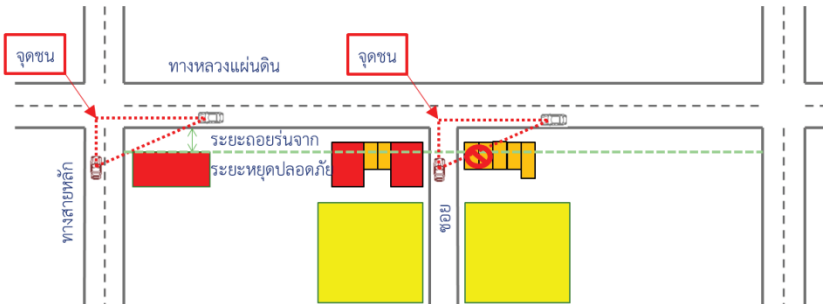 จุดชน
จุดชน
ทางหลวงแผ่นดิน
ระยะถอยร่นจาก
ระยะหยุดปลอดภัย
ทางสายหลัก
ซอย